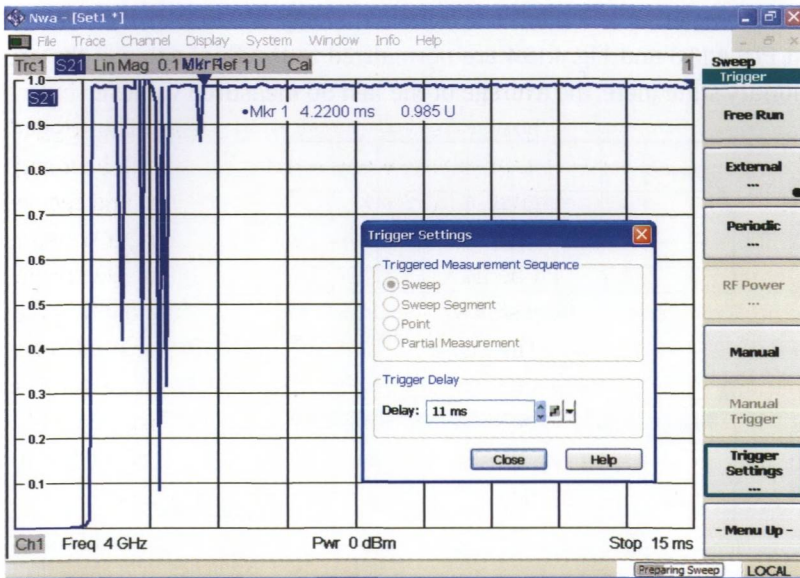 Nwa - [Set1 *]
File Trace Channel Display System Window Info Help
Trc1 S21 Lin Mag 0.1 Ref 1 U Cal 1
Mkr 1
1.0
S21
•Mkr 1 4.2200 ms 0.985 U
0.9
0.8
0.7
0.6
0.5
0.4
0.3
0.2
0.1
Ch1 Freq 4 GHz Pwr 0 dBm Stop 15 ms
Trigger Settings
Triggered Measurement Sequence
Sweep
Sweep Segment
Point
Partial Measurement
Trigger Delay
Delay: 11 ms
Close Help
Sweep
Trigger
Free Run
External
...
Periodic
...
RF Power
...
Manual
Manual
Trigger
Trigger
Settings
...
- Menu Up -
Preparing Sweep LOCAL